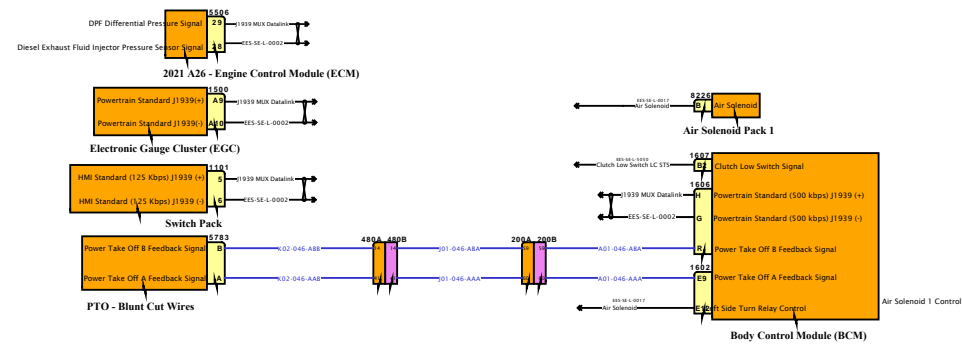 5506
DPF Differential Pressure Signal 29 J1939 MUX Datalink
Diesel Exhaust Fluid Injector Pressure Sensor Signal 28 EES-SE-L-0002
2021 A26 - Engine Control Module (ECM)
1500
Powertrain Standard J1939(+) A9 J1939 MUX Datalink
Powertrain Standard J1939(-) A10 EES-SE-L-0002
Electronic Gauge Cluster (EGC)
8226
EES-SE-L-0017
Air Solenoid B Air Solenoid
Air Solenoid Pack 1
1101
HMI Standard (125 Kbps) J1939 (+) 5 J1939 MUX Datalink
HMI Standard (125 Kbps) J1939 (-) 6 EES-SE-L-0002
Switch Pack
1607
EES-SE-L-5050
Clutch Low Switch LC STS B2 Clutch Low Switch Signal
1606
J1939 MUX Datalink H Powertrain Standard (500 kbps) J1939 (+)
EES-SE-L-0002 G Powertrain Standard (500 kbps) J1939 (-)
5783 480A 480B 200A 200B
Power Take Off B Feedback Signal B K02-046-ABB 14 14 J01-046-ABA 59 59 A01-046-ABA R Power Take Off B Feedback Signal
1602
Power Take Off A Feedback Signal A K02-046-AAB J01-046-AAA A01-046-AAA E9 Power Take Off A Feedback Signal
PTO - Blunt Cut Wires
EES-SE-L-0017
Air Solenoid Left Side Turn Relay Control
Air Solenoid 1 Control
Body Control Module (BCM)